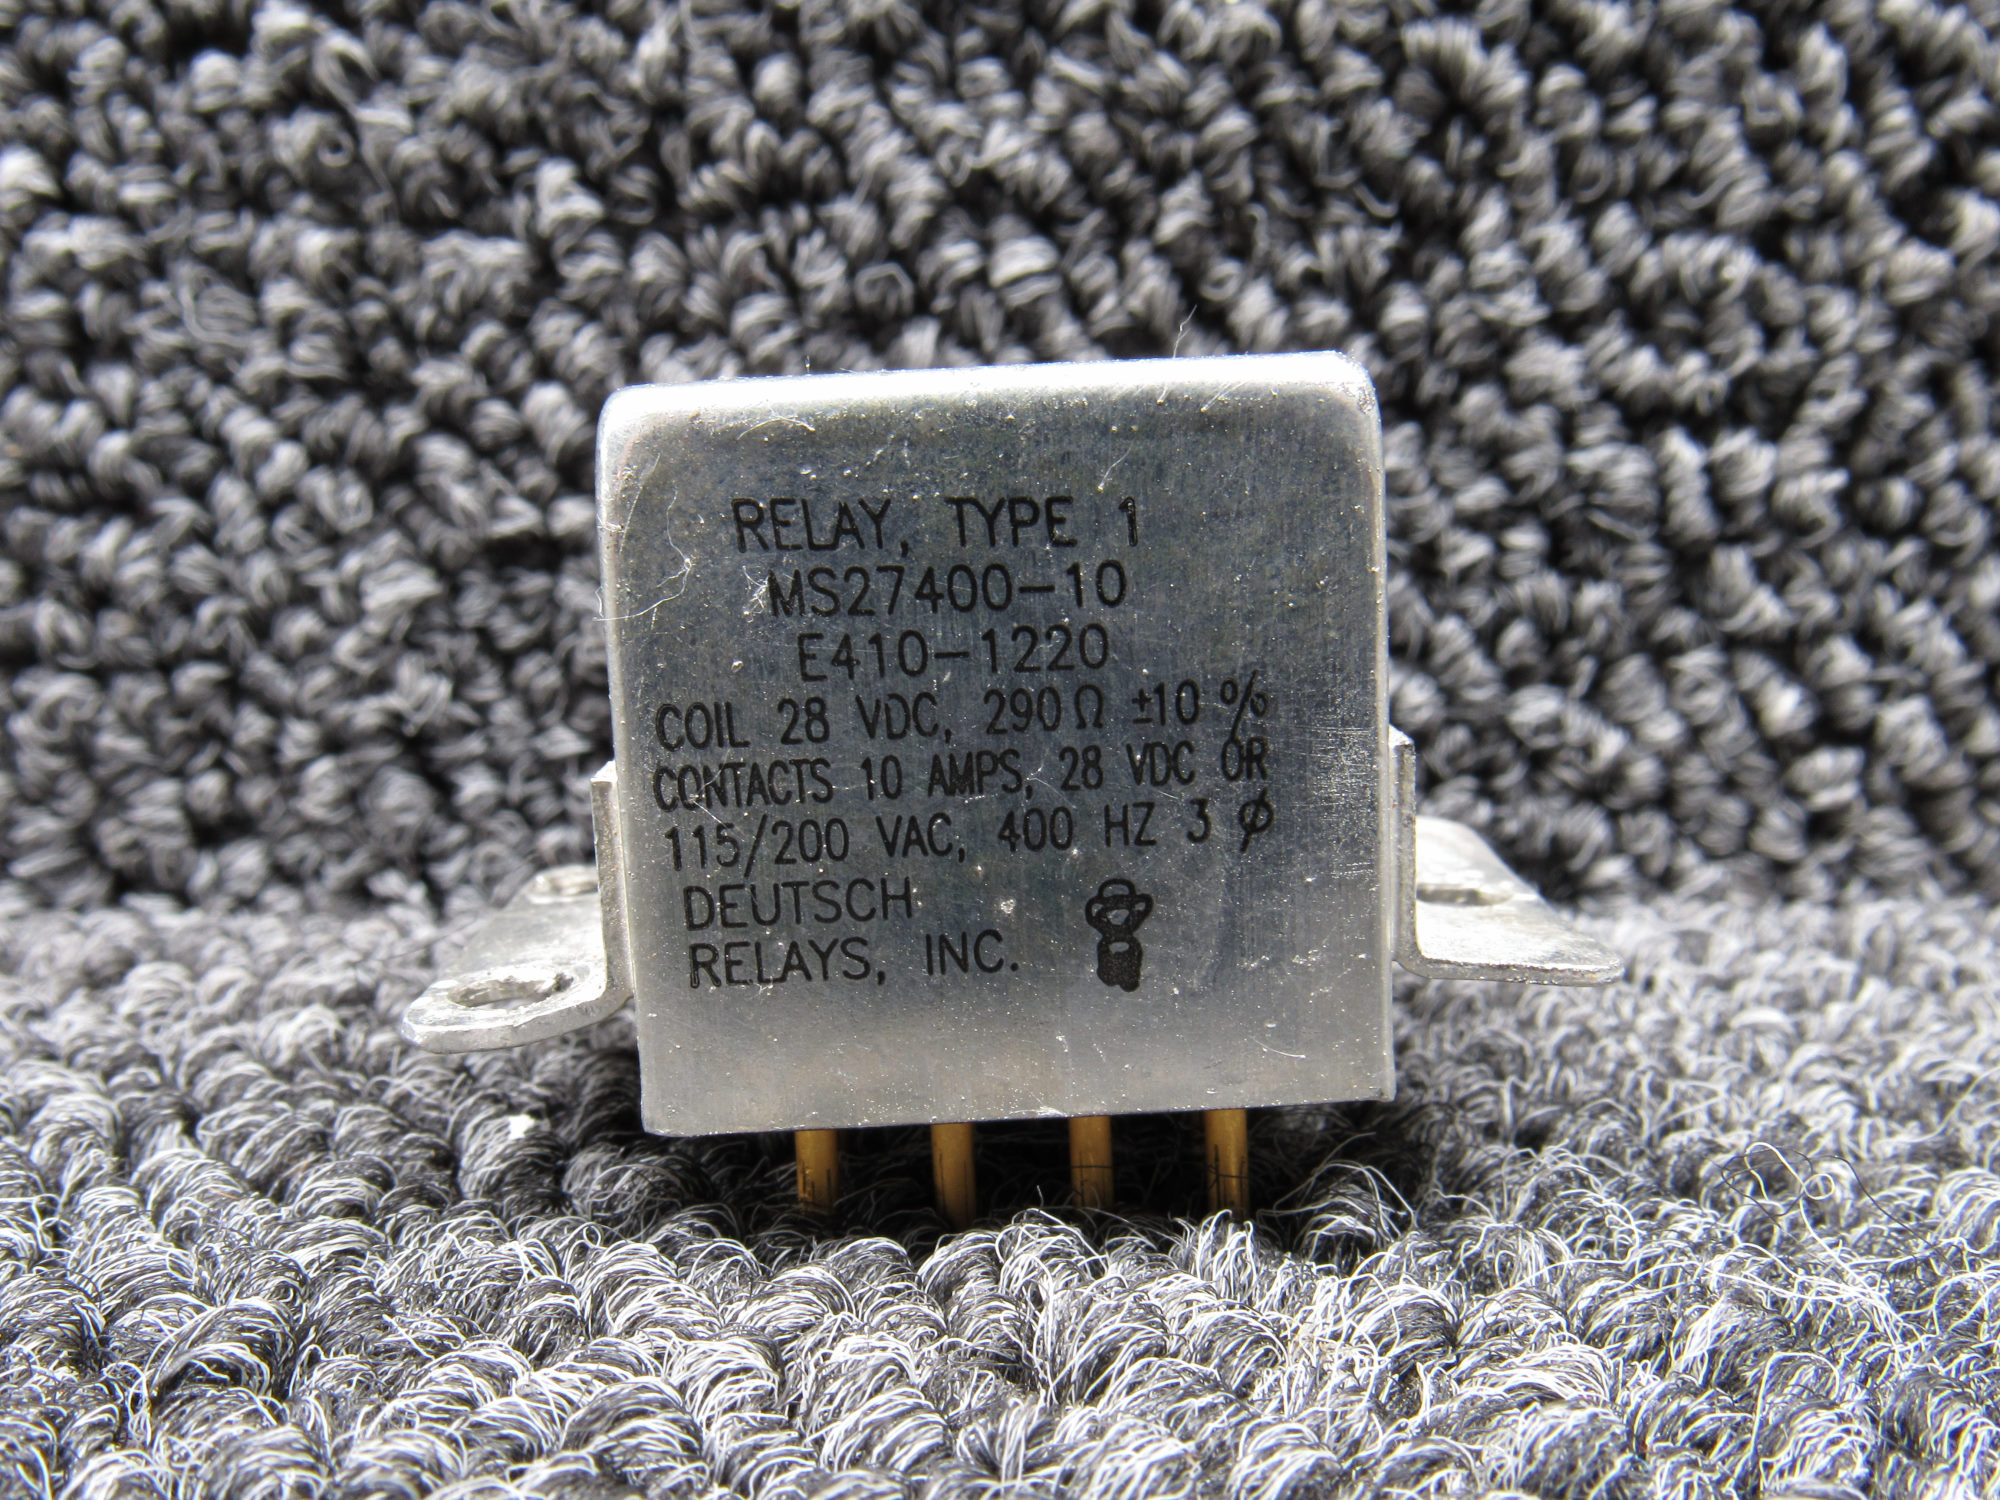 RELAY, TYPE 1
MS27400-10
E410-1220
COIL 28 VDC, 290Ω ±10 %
CONTACTS 10 AMPS, 28 VDC OR
115/200 VAC, 400 HZ 3 Ø
DEUTSCH
RELAYS, INC.